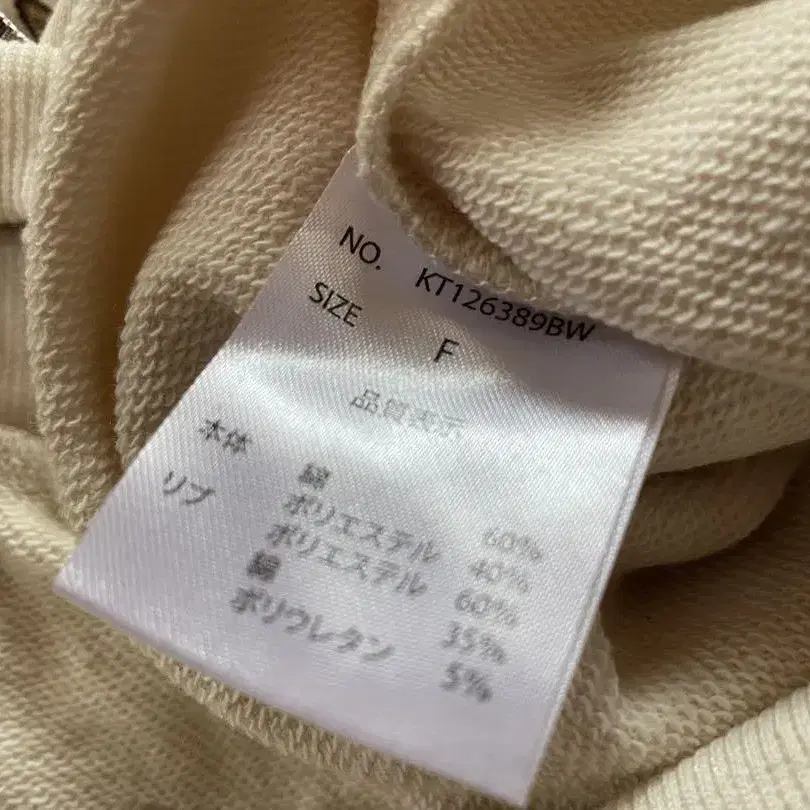 NO. KT126389BW
SIZE F
品質表示
本体 綿 60%
ポリエステル 40%
リブ ポリエステル 60%
綿 35%
ポリウレタン 5%